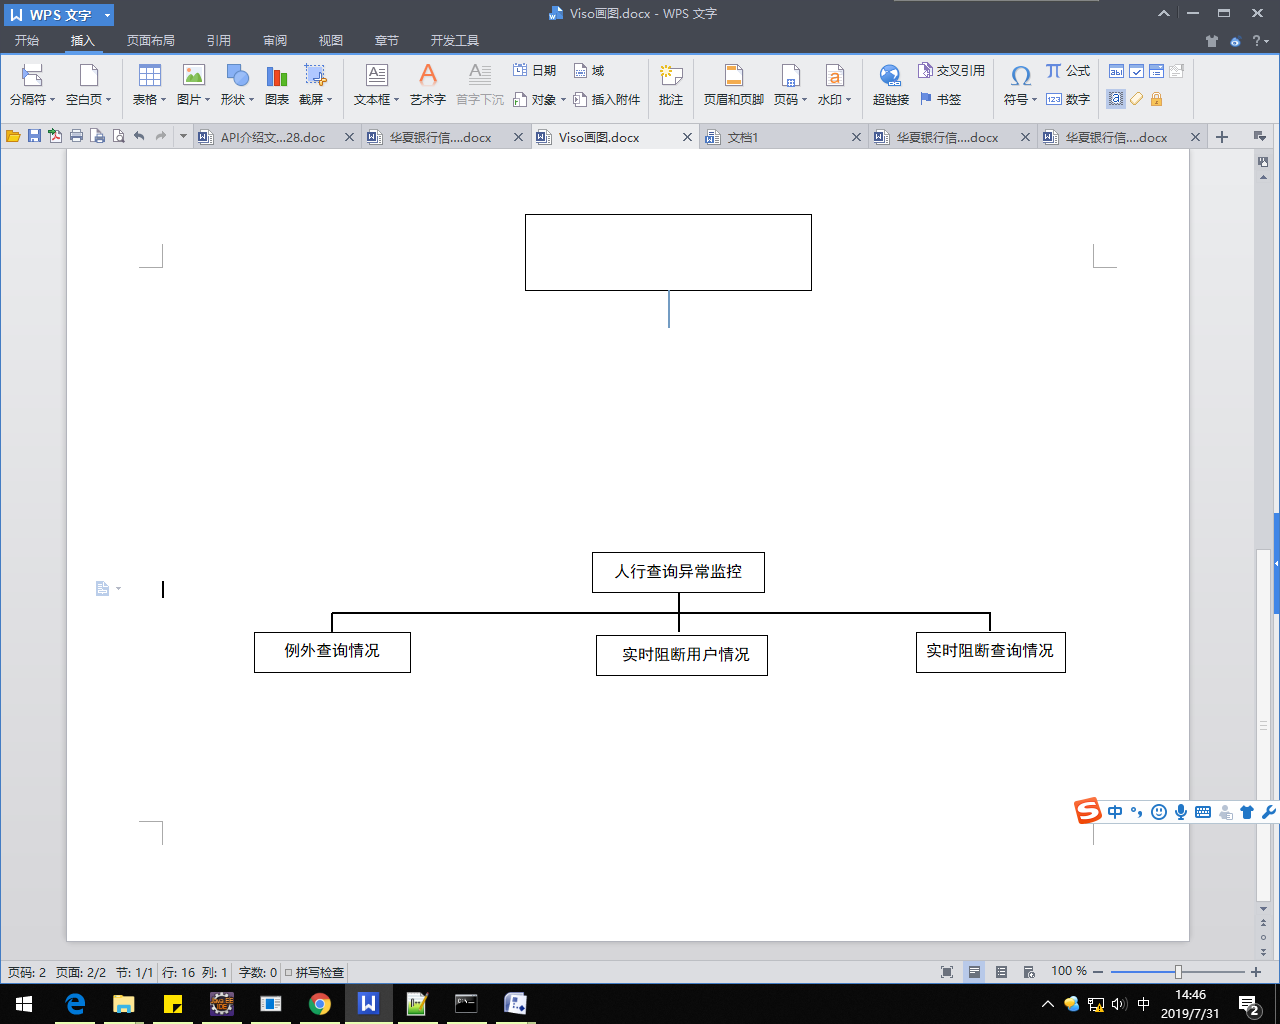 WPS 文字
Viso画图.docx - WPS 文字
开始 插入 页面布局 引用 审阅 视图 章节 开发工具
日期 域 交叉引用 公式
分隔符 空白页 表格 图片 形状 图表 截屏 文本框 艺术字 首字下沉 对象 插入附件 批注 页眉和页脚 页码 水印 超链接 书签 符号 数字
API介绍文...28.doc 华夏银行信....docx Viso画图.docx 文档1 华夏银行信....docx 华夏银行信....docx
人行查询异常监控
例外查询情况 实时阻断用户情况 实时阻断查询情况
中
页码: 2 页面: 2/2 节: 1/1 行: 16 列: 1 字数: 0 拼写检查 100 %
中 14:46
2019/7/31 2